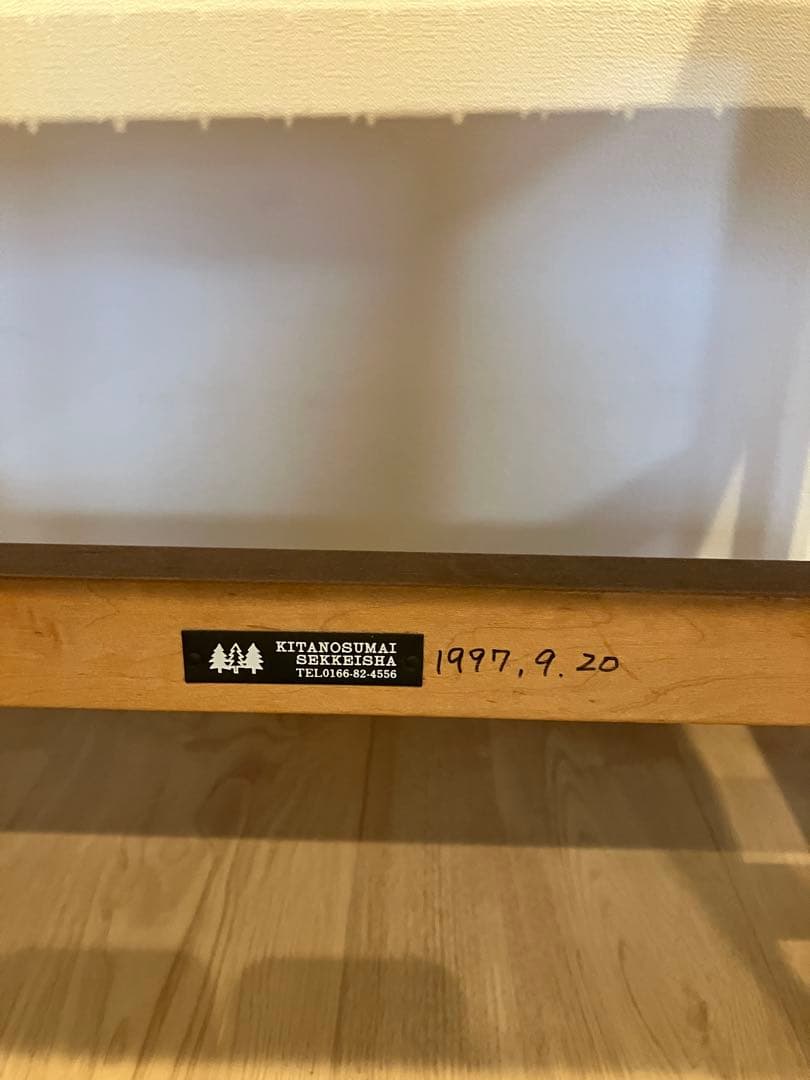 KITANOSUMAI
SEKKEISHA
TEL0166-82-4556
1997,9.20